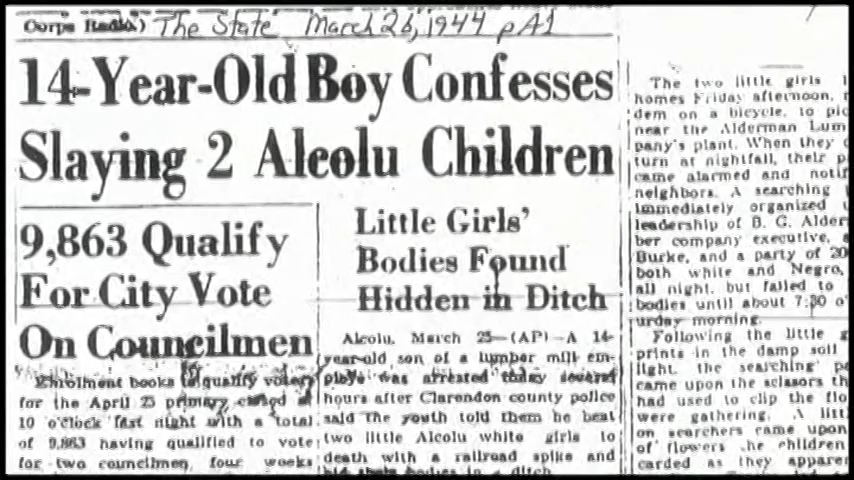 Corps Radio) The State March 26, 1944 p A1
14-Year-Old Boy Confesses
Slaying 2 Alcolu Children
9,863 Qualify
For City Vote
On Councilmen
Enrolment books to qualify voters
for the April 25 primary closed at
10 o'clock last night with a total
of 9,863 having qualified to vote
for two councilmen, four weeks
Little Girls'
Bodies Found
Hidden in Ditch
Alcolu, March 25—(AP)—A 14-
year-old son of a lumber mill em-
ploye was arrested today several
hours after Clarendon county police
said the youth told them he beat
two little Alcolu white girls to
death with a railroad spike and
hid their bodies in a ditch.
The two little girls
homes Friday afternoon,
dem on a bicycle, to
near the Alderman Lum
pany's plant. When they
turn at nightfall, their
came alarmed and
neighbors. A searching
immediately organized
leadership of B. G. Alder
ber company executive,
Burke, and a party of
both white and Negro,
all night, but failed to
bodies until about 7:30
urday morning.
Following the little
prints in the damp soil
light, the searching
came upon the scissors
had used to clip the
were gathering. A
on searchers came upon
of flowers the children
carded as they